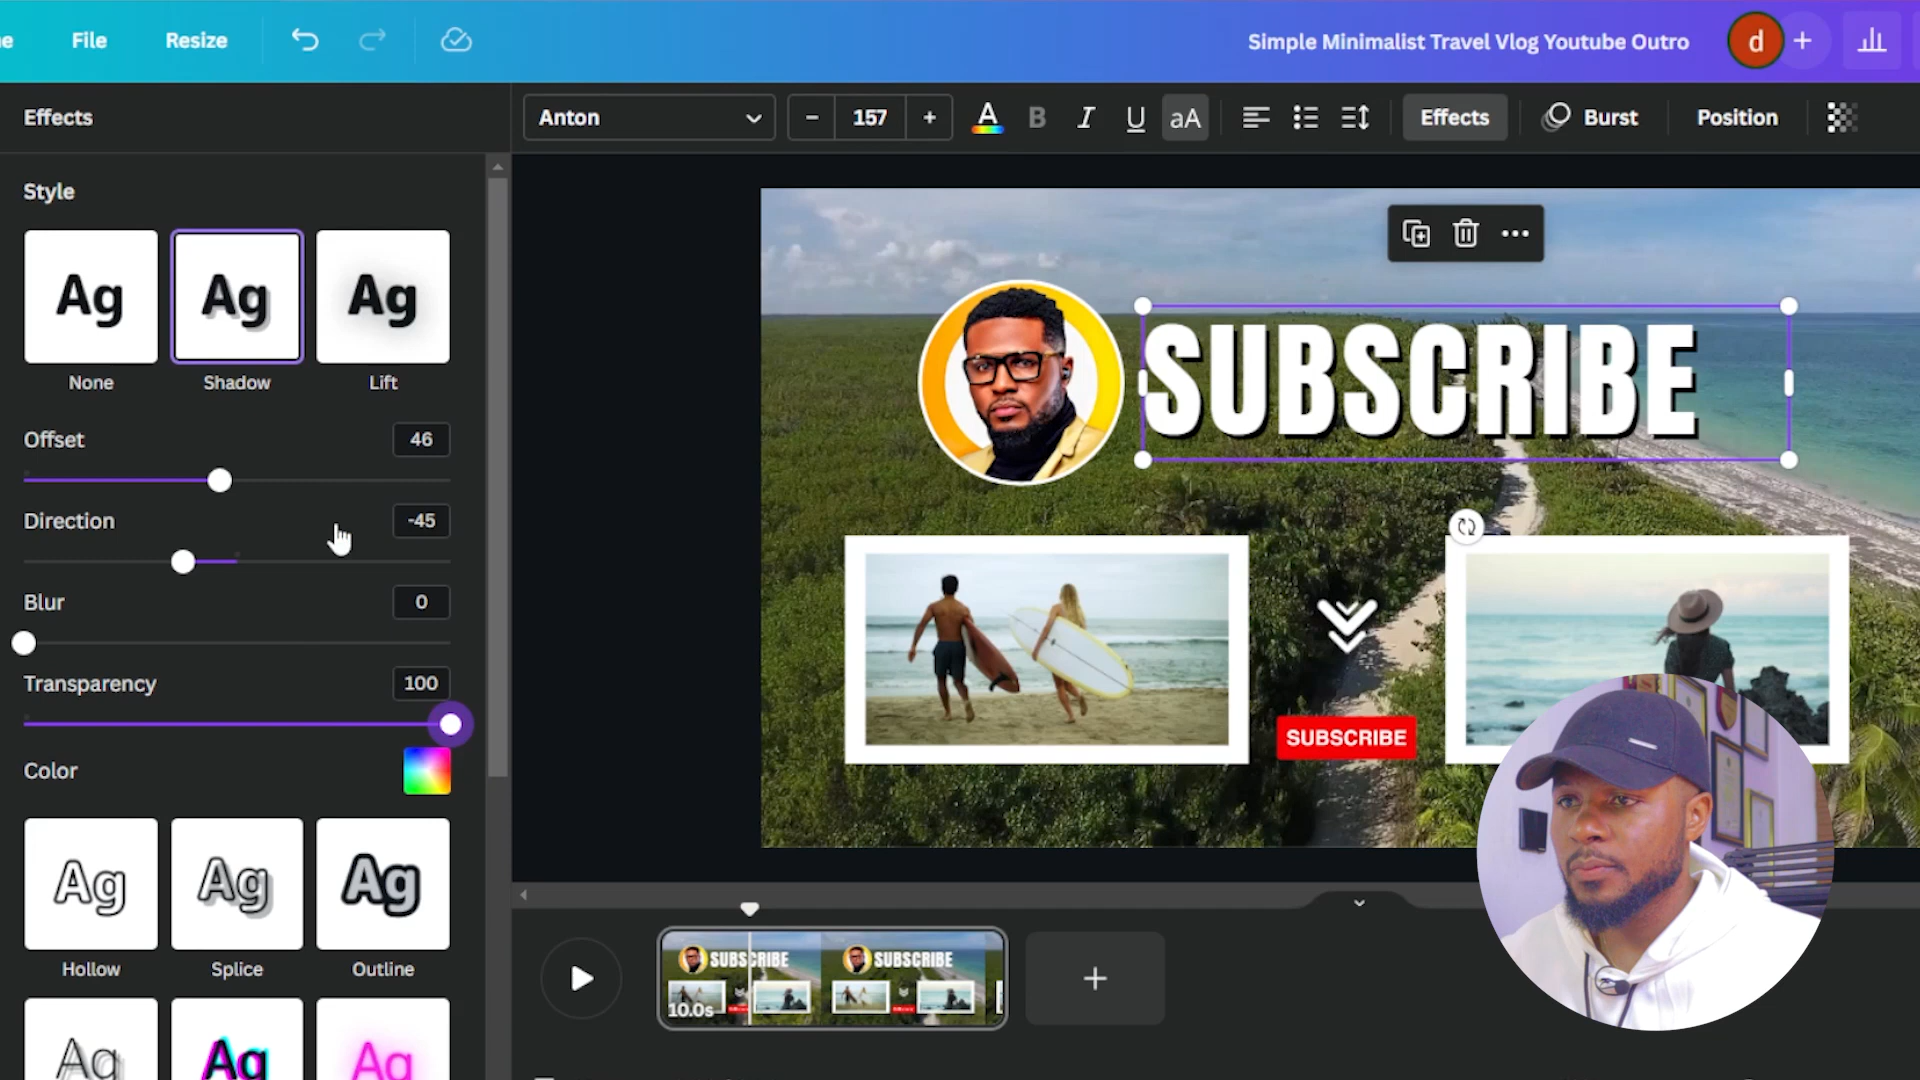 e
File
Resize
Simple Minimalist Travel Vlog Youtube Outro
d
Effects
Anton
157
A
B
I
U
aA
Effects
Burst
Position
Style
Ag
Ag
Ag
None
Shadow
Lift
Offset
46
Direction
-45
Blur
0
Transparency
100
Color
Ag
Ag
Ag
Hollow
Splice
Outline
Ag
Ag
Ag
SUBSCRIBE
SUBSCRIBE
SUBSCRIBE
SUBSCRIBE
10.0s